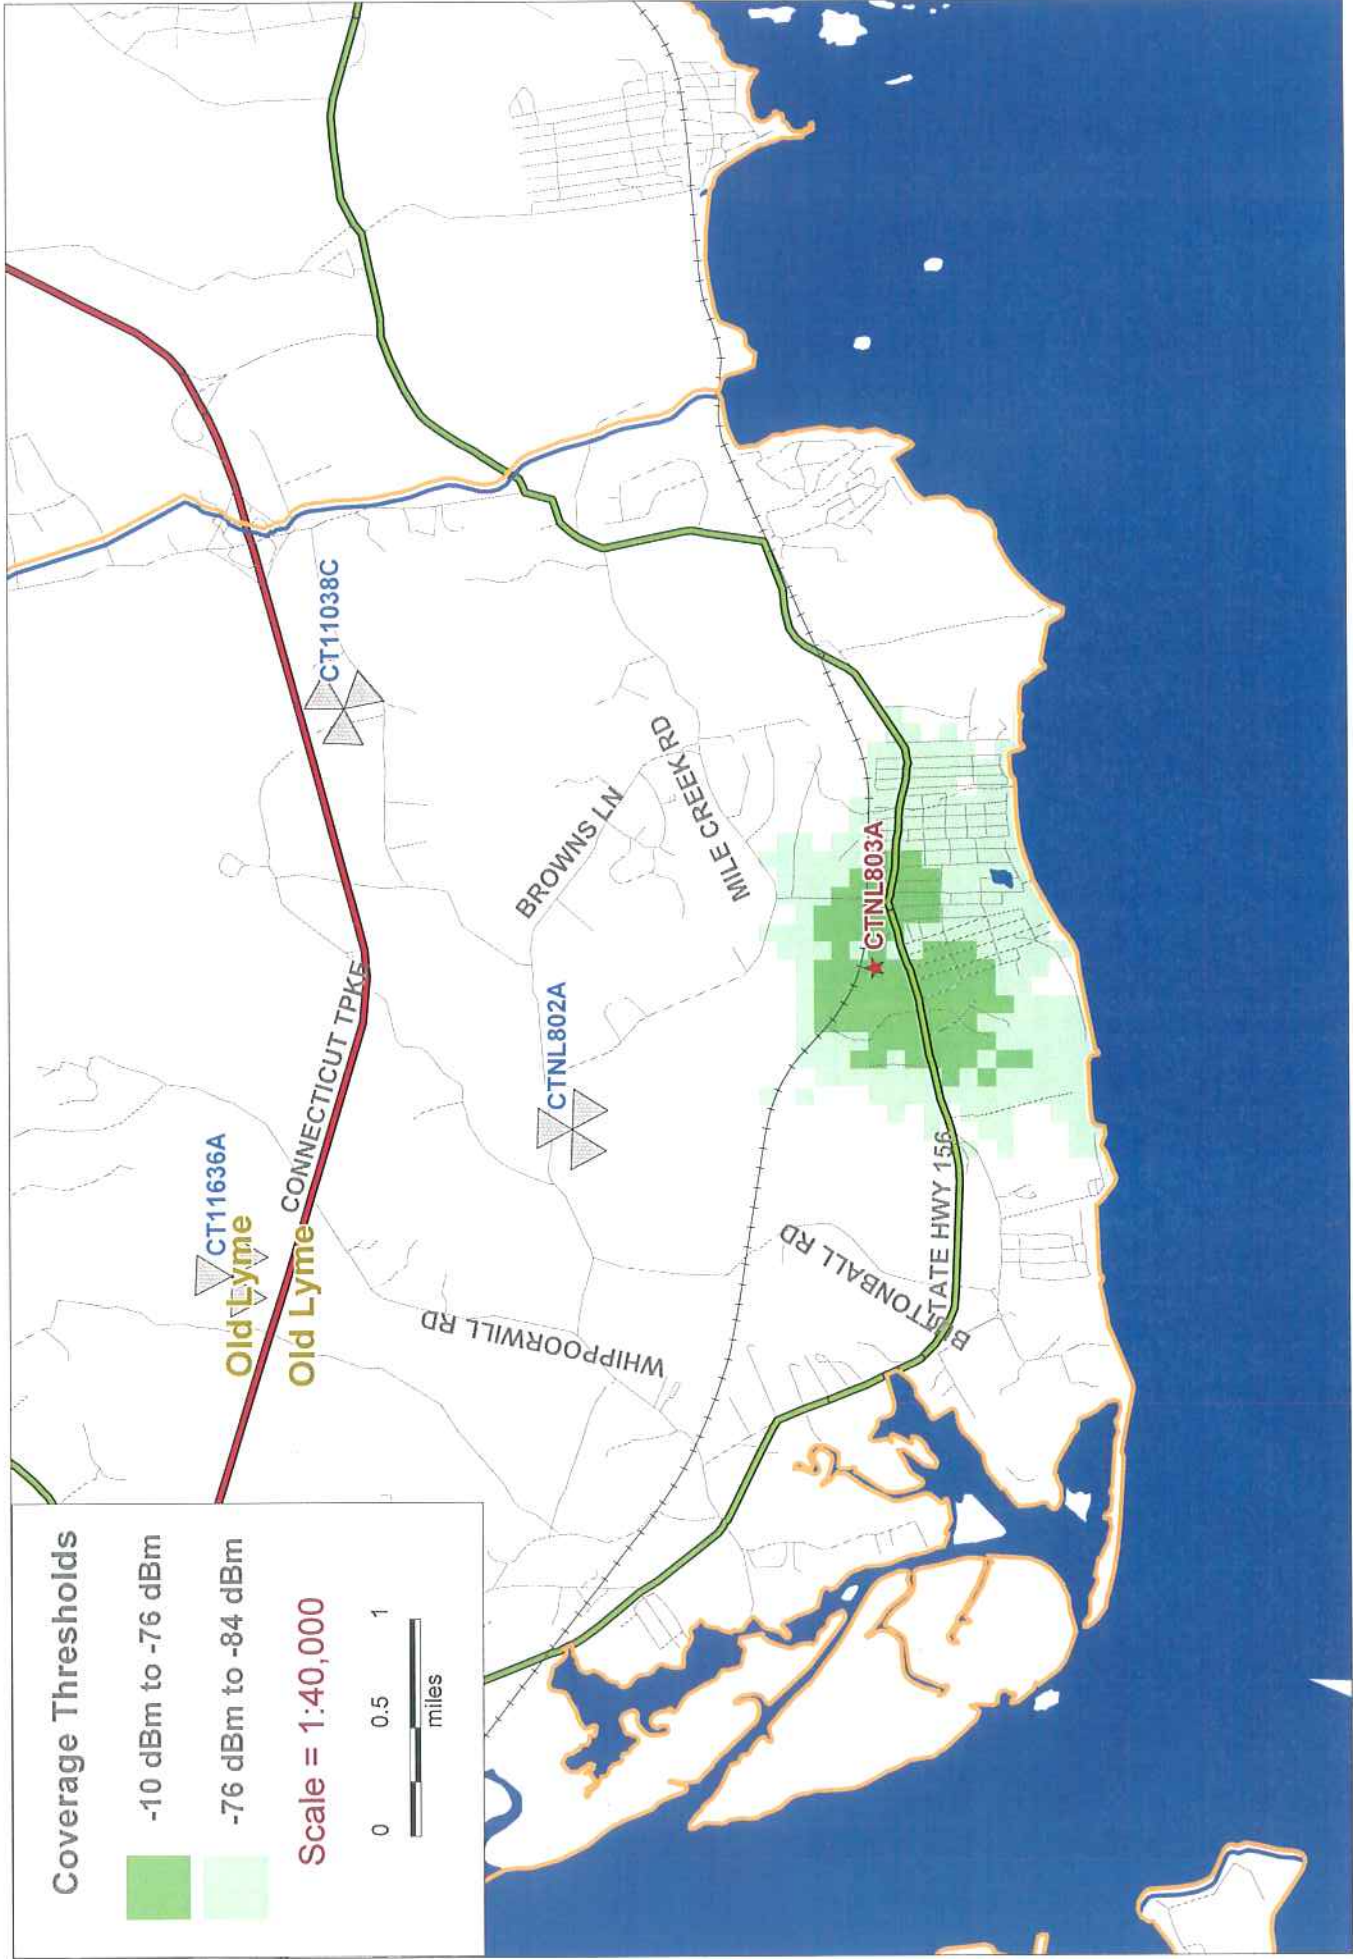 Coverage Thresholds
-10 dBm to -76 dBm
-76 dBm to -84 dBm
Scale = 1:40,000
0 0.5 1
miles
CT11636A
Old Lyme
Old Lyme
CONNECTICUT TPKE
CT11038C
WHIPPOORWILL RD
CTNL802A
BROWNS LN
MILE CREEK RD
BUTTONBALL RD
STATE HWY 156
CTNL803A